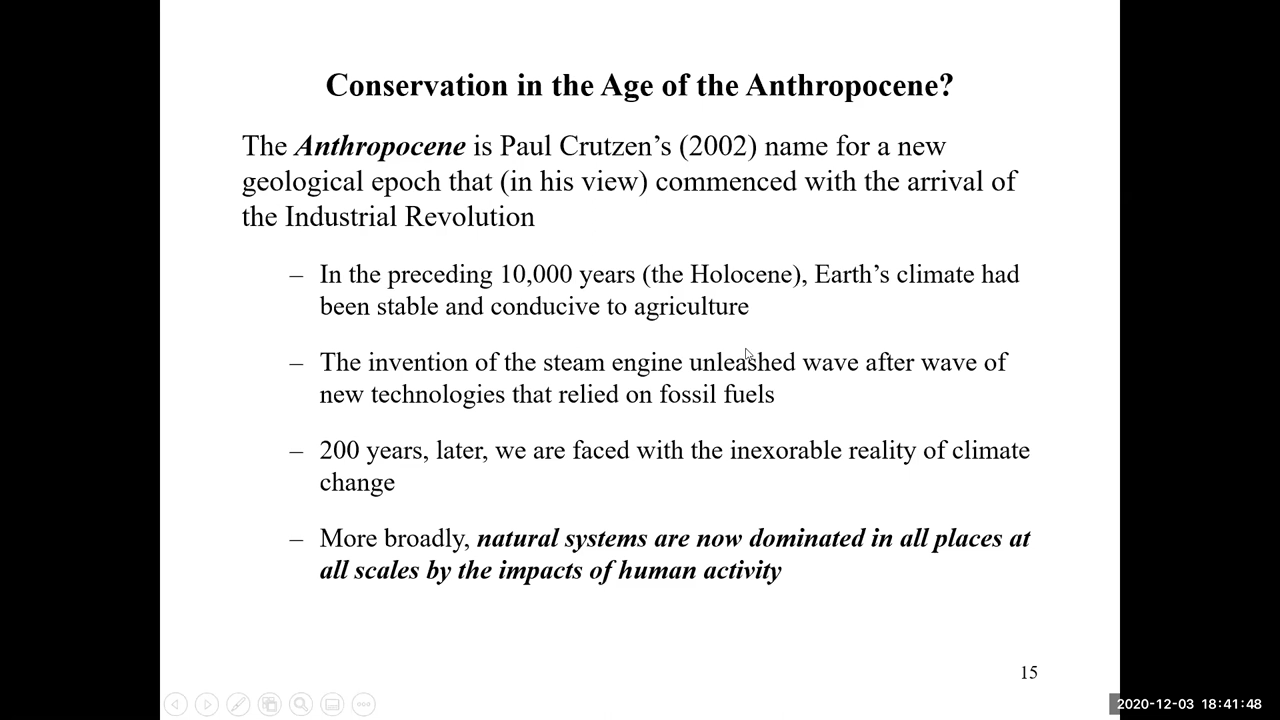 Conservation in the Age of the Anthropocene?
The Anthropocene is Paul Crutzen’s (2002) name for a new
geological epoch that (in his view) commenced with the arrival of
the Industrial Revolution
– In the preceding 10,000 years (the Holocene), Earth’s climate had
been stable and conducive to agriculture
– The invention of the steam engine unleashed wave after wave of
new technologies that relied on fossil fuels
– 200 years, later, we are faced with the inexorable reality of climate
change
– More broadly, natural systems are now dominated in all places at
all scales by the impacts of human activity
15
2020-12-03 18:41:48